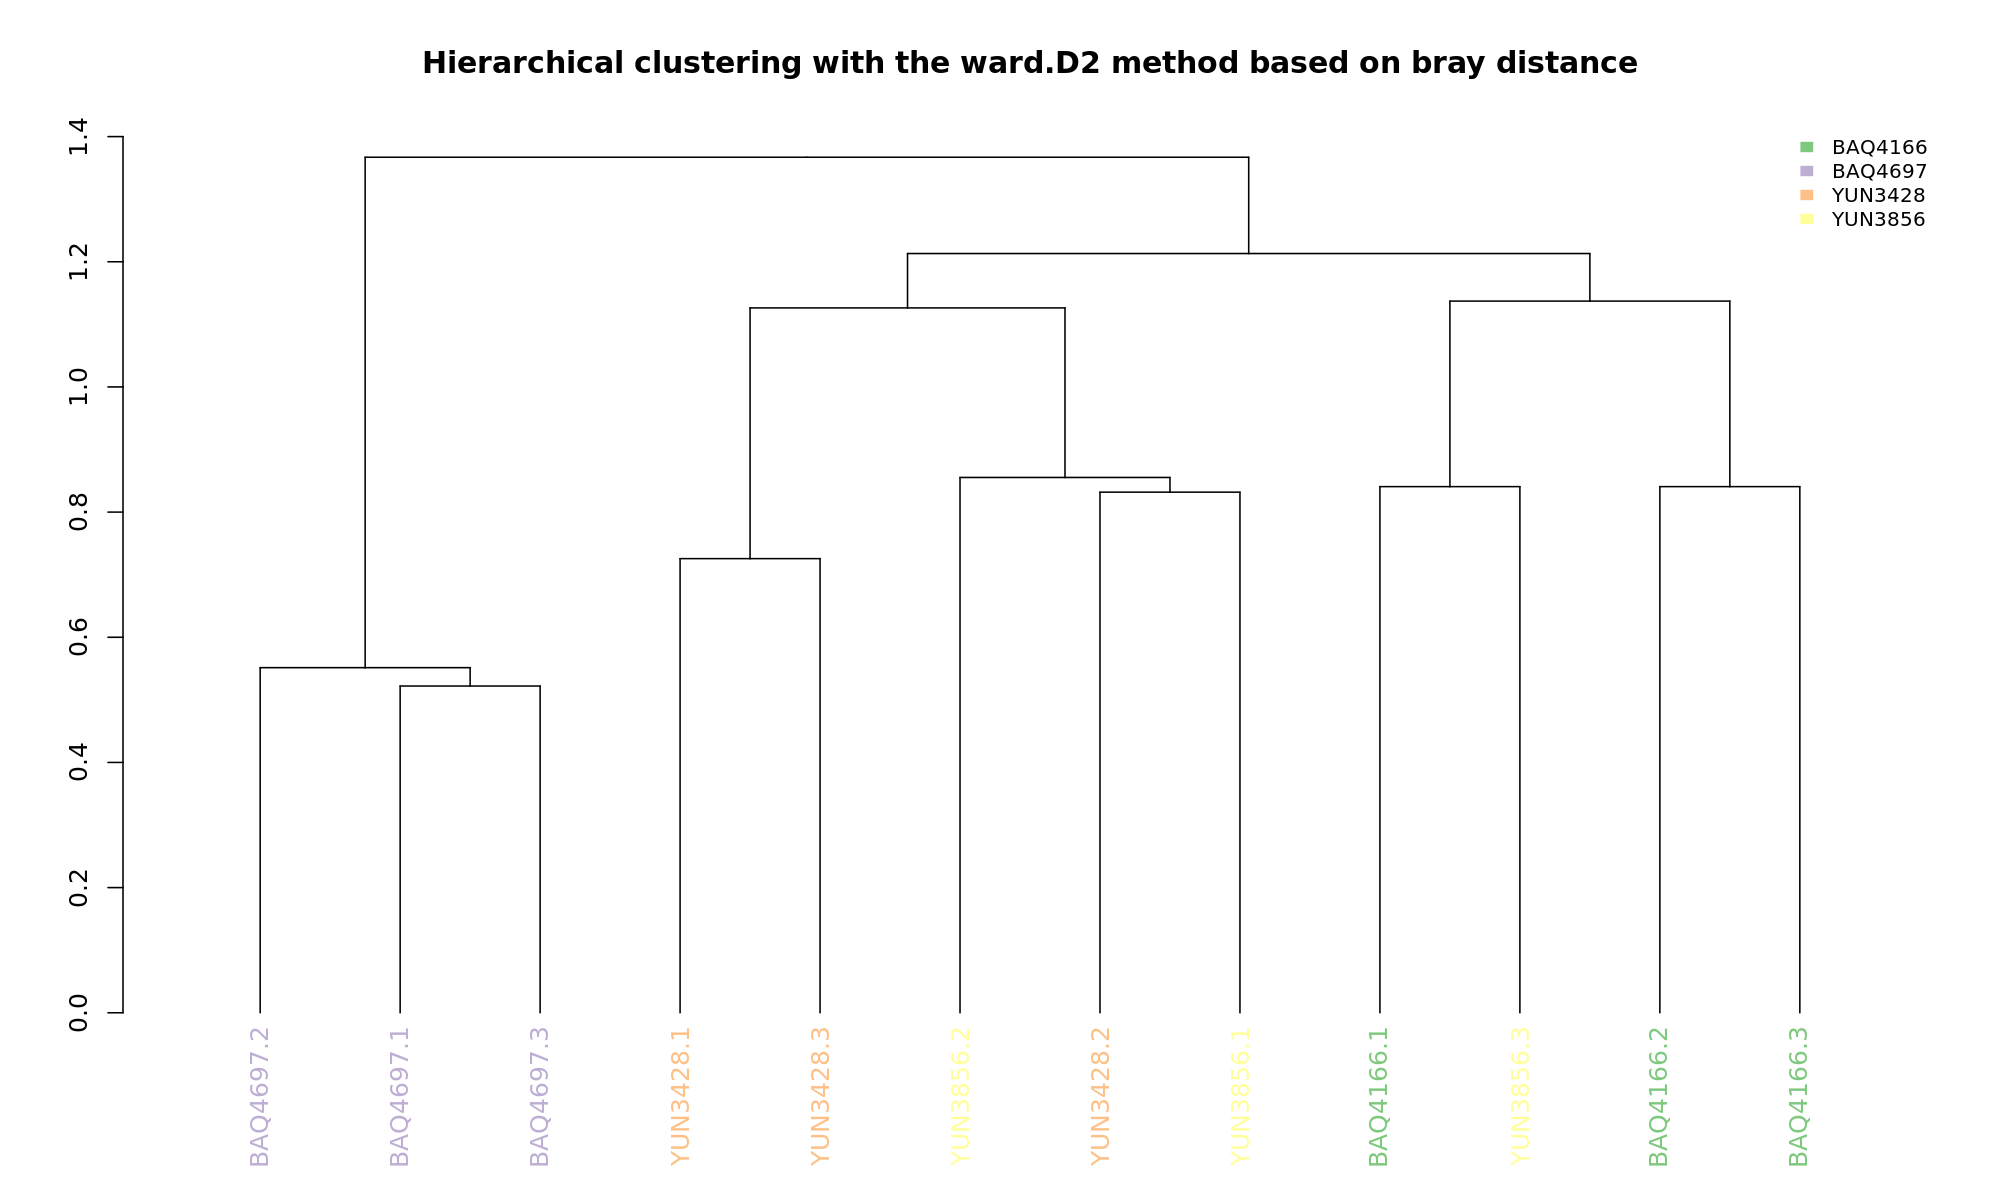 Hierarchical clustering with the ward.D2 method based on bray distance
1.4
1.2
1.0
0.8
0.6
0.4
0.2
0.0
BAQ4166
BAQ4697
YUN3428
YUN3856
BAQ4697.2
BAQ4697.1
BAQ4697.3
YUN3428.1
YUN3428.3
YUN3856.2
YUN3428.2
YUN3856.1
BAQ4166.1
YUN3856.3
BAQ4166.2
BAQ4166.3